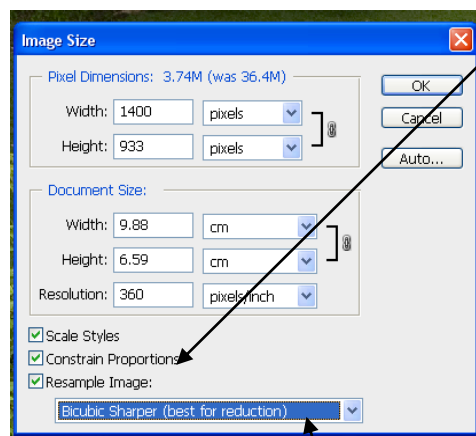 Image Size
Pixel Dimensions: 3.74M (was 36.4M)
OK
Width: 1400 pixels
Cancel
Height: 933 pixels
Auto...
Document Size:
Width: 9.88 cm
Height: 6.59 cm
Resolution: 360 pixels/inch
Scale Styles
Constrain Proportions
Resample Image:
Bicubic Sharper (best for reduction)